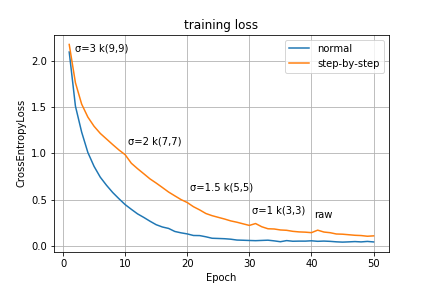 training loss
normal
step-by-step
σ=3 k(9,9)
σ=2 k(7,7)
σ=1.5 k(5,5)
σ=1 k(3,3)
raw
CrossEntropyLoss
2.0
1.5
1.0
0.5
0.0
0
10
20
30
40
50
Epoch